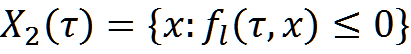 X₂(τ) = {x: fₗ(τ, x) ≤ 0}